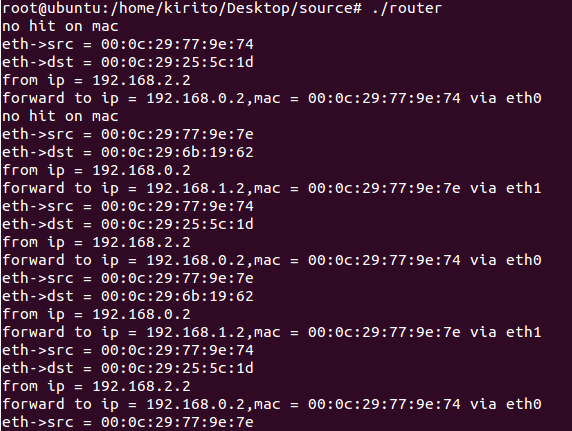 root@ubuntu:/home/kirito/Desktop/source# ./router
no hit on mac
eth->src = 00:0c:29:77:9e:74
eth->dst = 00:0c:29:25:5c:1d
from ip = 192.168.2.2
forward to ip = 192.168.0.2,mac = 00:0c:29:77:9e:74 via eth0
no hit on mac
eth->src = 00:0c:29:77:9e:7e
eth->dst = 00:0c:29:6b:19:62
from ip = 192.168.0.2
forward to ip = 192.168.1.2,mac = 00:0c:29:77:9e:7e via eth1
eth->src = 00:0c:29:77:9e:74
eth->dst = 00:0c:29:25:5c:1d
from ip = 192.168.2.2
forward to ip = 192.168.0.2,mac = 00:0c:29:77:9e:74 via eth0
eth->src = 00:0c:29:77:9e:7e
eth->dst = 00:0c:29:6b:19:62
from ip = 192.168.0.2
forward to ip = 192.168.1.2,mac = 00:0c:29:77:9e:7e via eth1
eth->src = 00:0c:29:77:9e:74
eth->dst = 00:0c:29:25:5c:1d
from ip = 192.168.2.2
forward to ip = 192.168.0.2,mac = 00:0c:29:77:9e:74 via eth0
eth->src = 00:0c:29:77:9e:7e